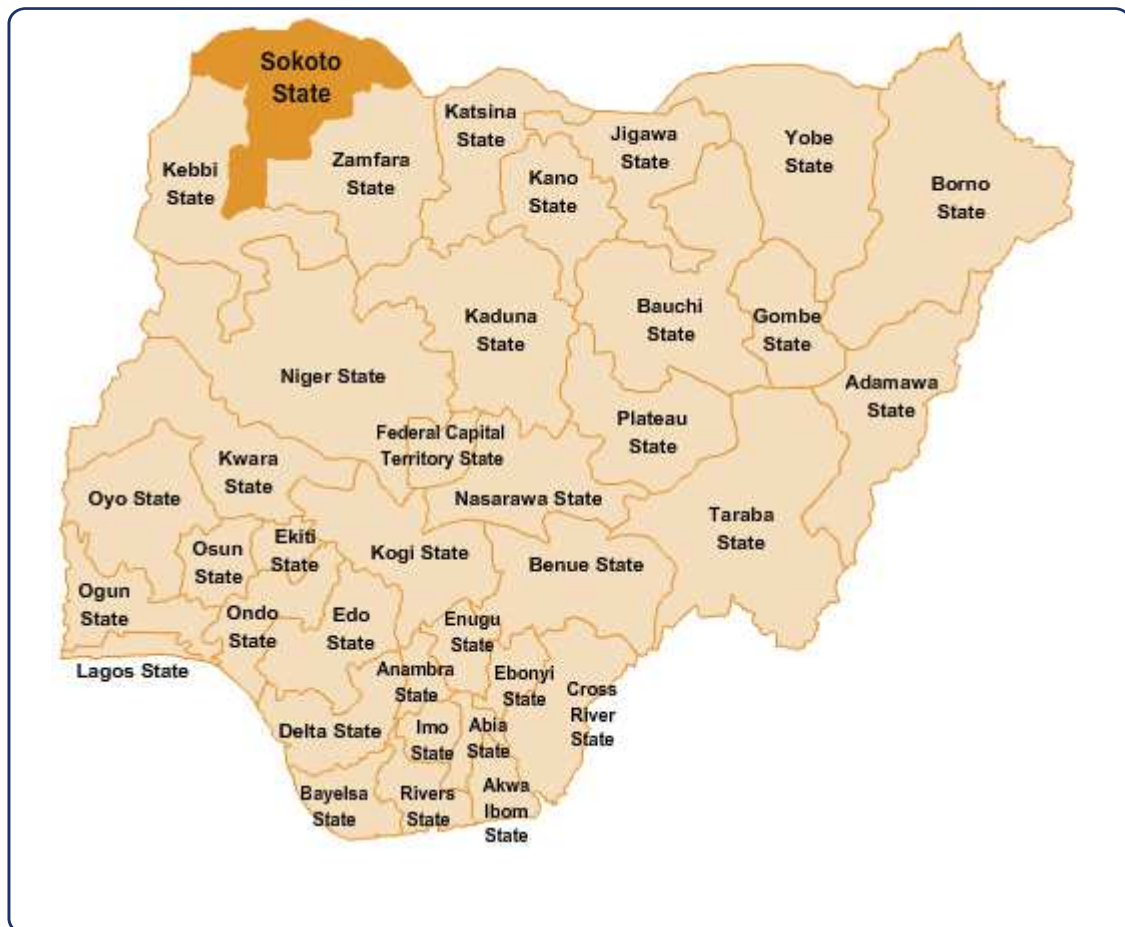 Sokoto
State
Katsina
State
Jigawa
State
Yobe
State
Kebbi
State
Zamfara
State
Kano
State
Borno
State
Kaduna
State
Bauchi
State
Gombe
State
Niger State
Adamawa
State
Federal Capital
Territory State
Plateau
State
Kwara
State
Oyo State
Nasarawa State
Taraba
State
Osun
State
Ekiti
State
Kogi State
Benue State
Ogun
State
Ondo
State
Edo
State
Enugu
State
Lagos State
Anambra
State
Ebonyi
State
Cross
River
State
Delta State
Imo
State
Abia
State
Bayelsa
State
Rivers
State
Akwa
Ibom
State